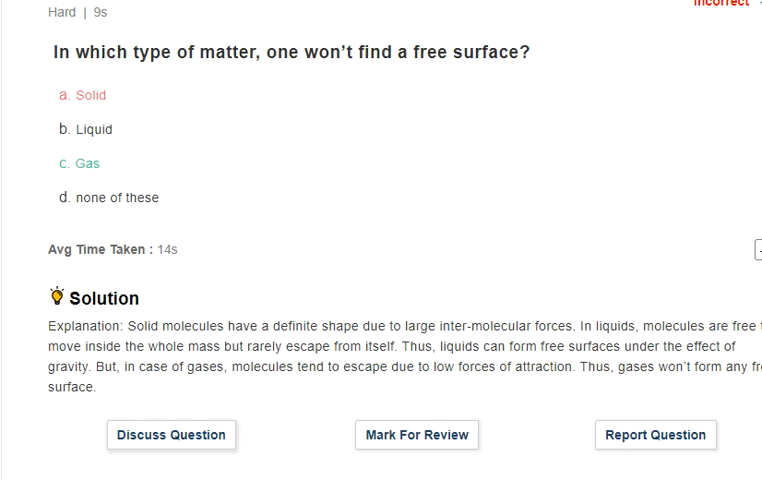 Hard | 9s
Incorrect
In which type of matter, one won’t find a free surface?
a. Solid
b. Liquid
c. Gas
d. none of these
Avg Time Taken : 14s
Solution
Explanation: Solid molecules have a definite shape due to large inter-molecular forces. In liquids, molecules are free
move inside the whole mass but rarely escape from itself. Thus, liquids can form free surfaces under the effect of
gravity. But, in case of gases, molecules tend to escape due to low forces of attraction. Thus, gases won’t form any
surface.
Discuss Question
Mark For Review
Report Question